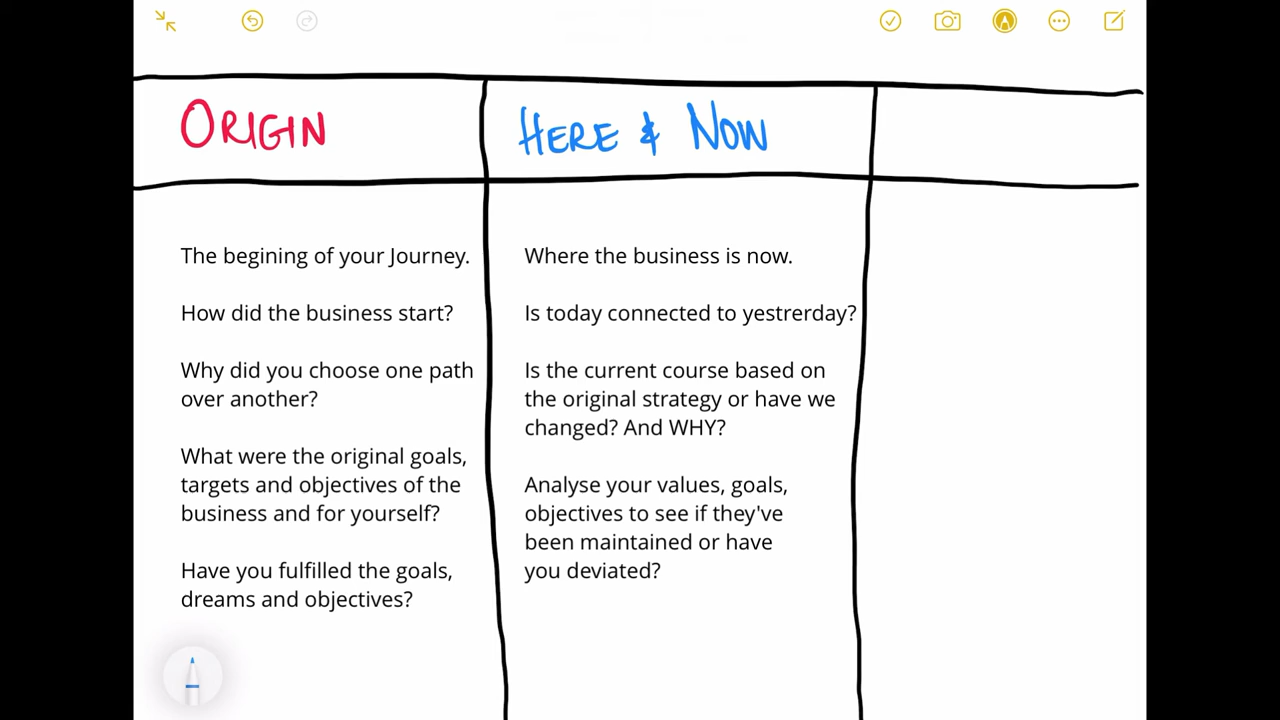 ORIGIN
HERE & NOW
The begining of your Journey.
How did the business start?
Why did you choose one path
over another?
What were the original goals,
targets and objectives of the
business and for yourself?
Have you fulfilled the goals,
dreams and objectives?
Where the business is now.
Is today connected to yestrerday?
Is the current course based on
the original strategy or have we
changed? And WHY?
Analyse your values, goals,
objectives to see if they've
been maintained or have
you deviated?